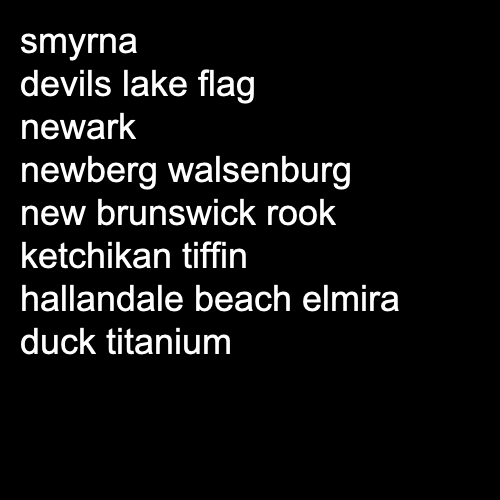 smyrna
devils lake flag
newark
newberg walsenburg
new brunswick rook
ketchikan tiffin
hallandale beach elmira
duck titanium